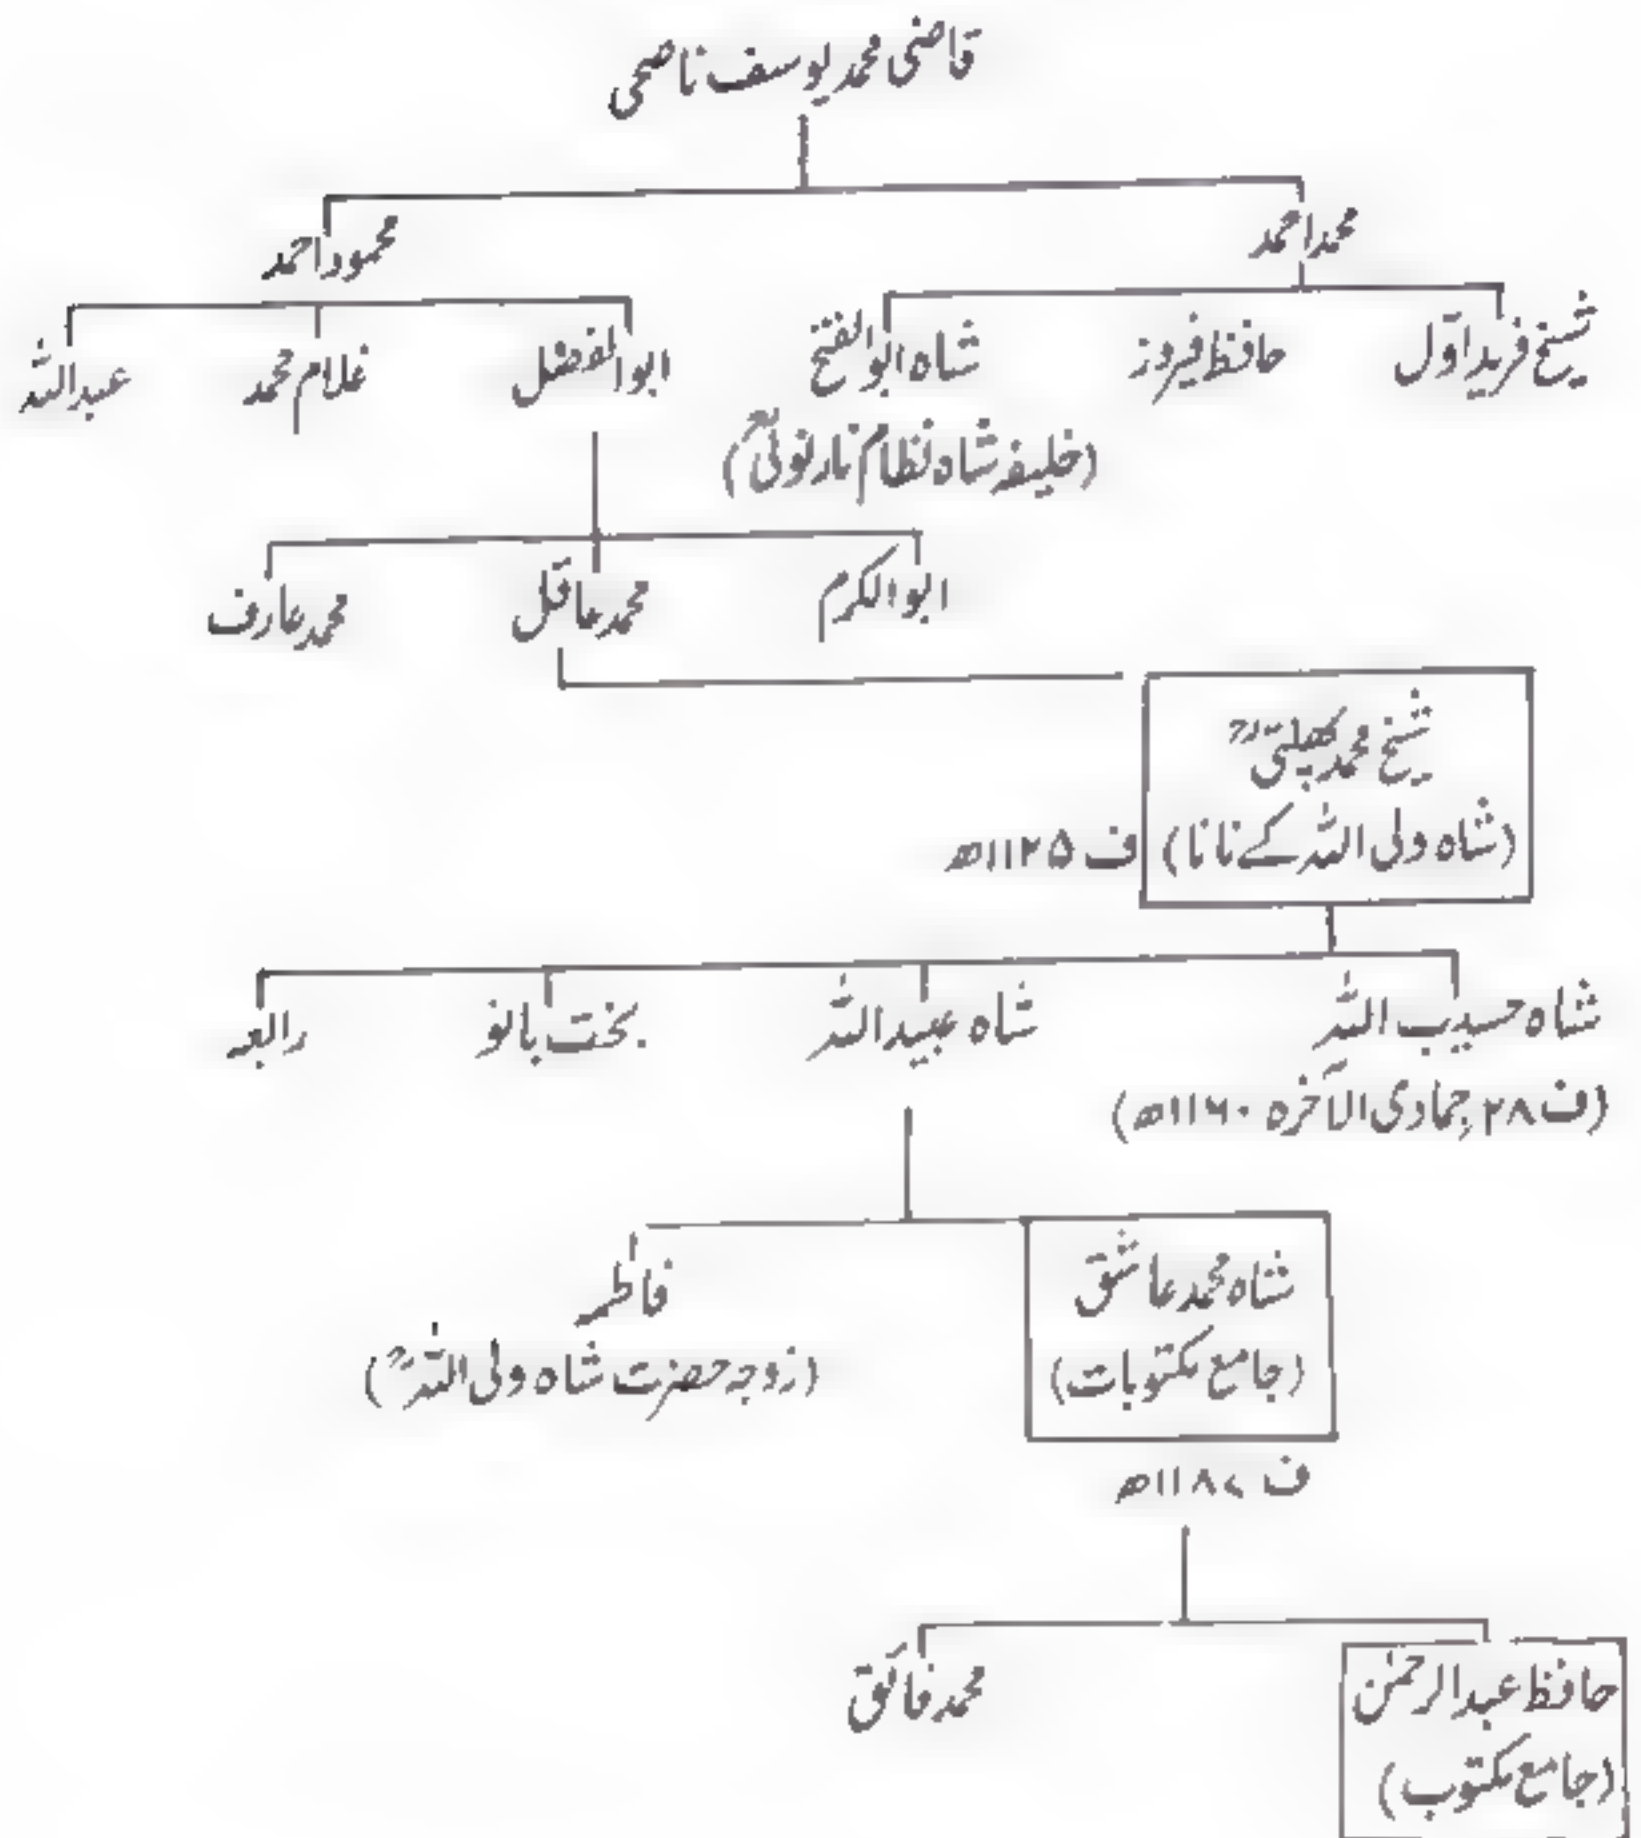 قاضی محمد یوسف ناصحی
محمد احمد
محمود احمد
شیخ فرید اول
حافظ فیروز
شاہ ابوالفتح
(خلیفہ شاہ نظام نارنولیؒ)
ابوالفضل
غلام محمد
عبداللہ
ابوالکرم
محمد عاقل
محمد عارف
شیخ محمد پھلتیؒ
(شاہ ولی اللہ کے نانا) ف ۱۱۲۵ھ
شاہ حسیب اللہ
(ف ۲۸ جمادی الآخرہ ۱۱۶۰ھ)
شاہ عبیداللہ
بخت بانو
رابعہ
شاہ محمد عاشق
(جامع مکتوبات)
ف ۱۱۸۷ھ
فاطمہ
(زوجہ حضرت شاہ ولی اللہؒ)
حافظ عبدالرحمٰن
(جامع مکتوب)
محمد فائق